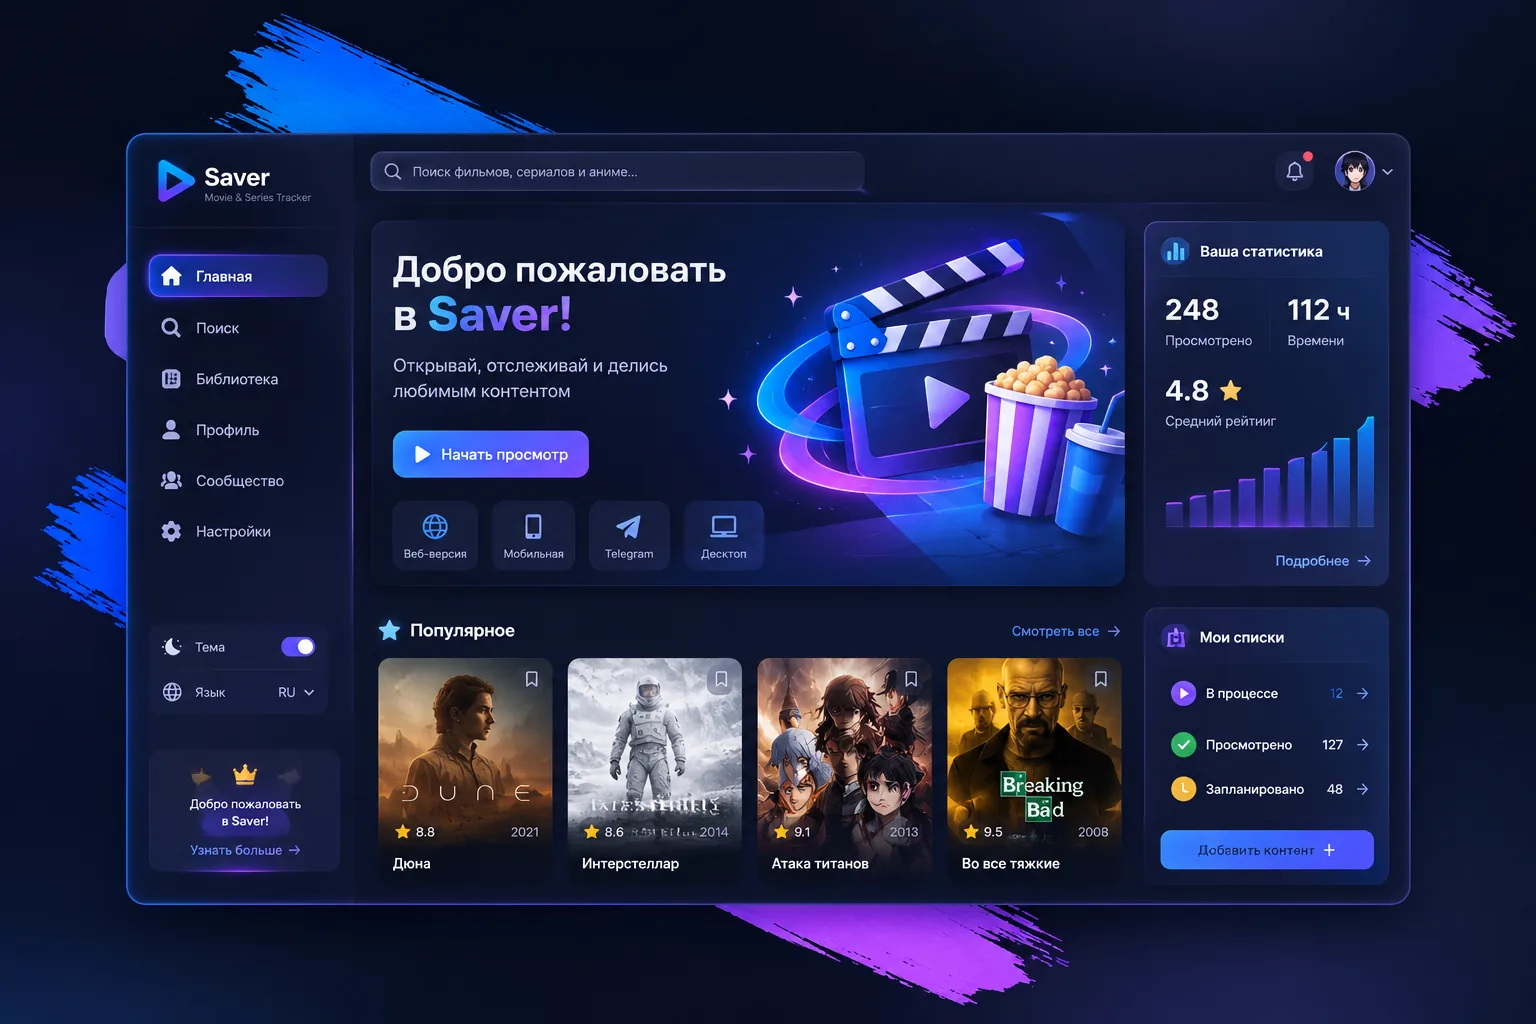 Saver
Movie & Series Tracker
Поиск фильмов, сериалов и аниме...
Главная
Поиск
Библиотека
Профиль
Сообщество
Настройки
Тема
Язык
RU
Добро пожаловать
в Saver!
Узнать больше →
Добро пожаловать
в Saver!
Открывай, отслеживай и делись
любимым контентом
Начать просмотр
Веб-версия
Мобильная
Telegram
Десктоп
Популярное
Смотреть все →
DUNE
8.8
2021
Дюна
8.6
2014
Интерстеллар
9.1
2013
Атака титанов
Breaking
Bad
9.5
2008
Во все тяжкие
Ваша статистика
248
Просмотрено
112 ч
Времени
4.8
Средний рейтинг
Подробнее →
Мои списки
В процессе
12 →
Просмотрено
127 →
Запланировано
48 →
Добавить контент +